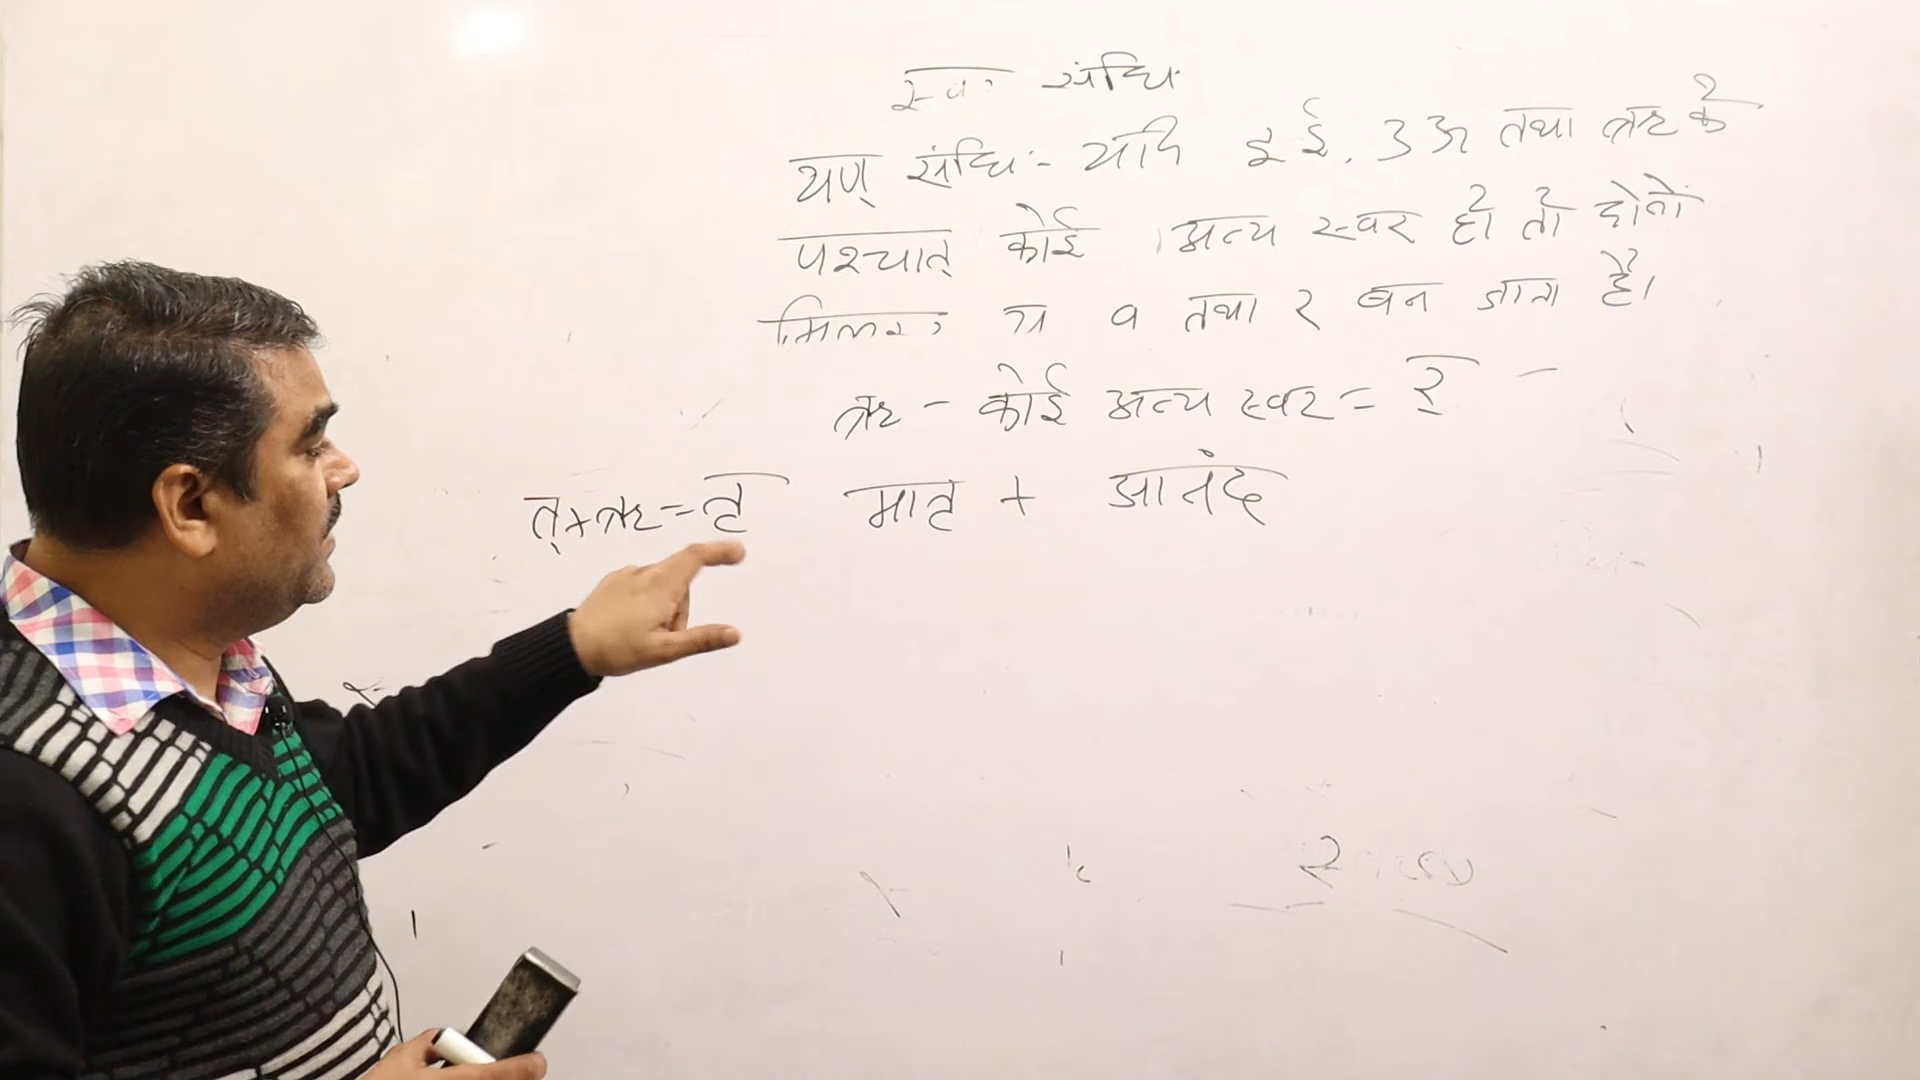 स्वर संधि
यण् संधि:- यदि इ ई, उ ऊ तथा ऋ के
पश्चात् कोई अन्य स्वर हो तो दोनो
मिलकर य व तथा र बन जाता है।
ऋ - कोई अन्य स्वर = र्
त् + ऋ = तृ मातृ + आनंद